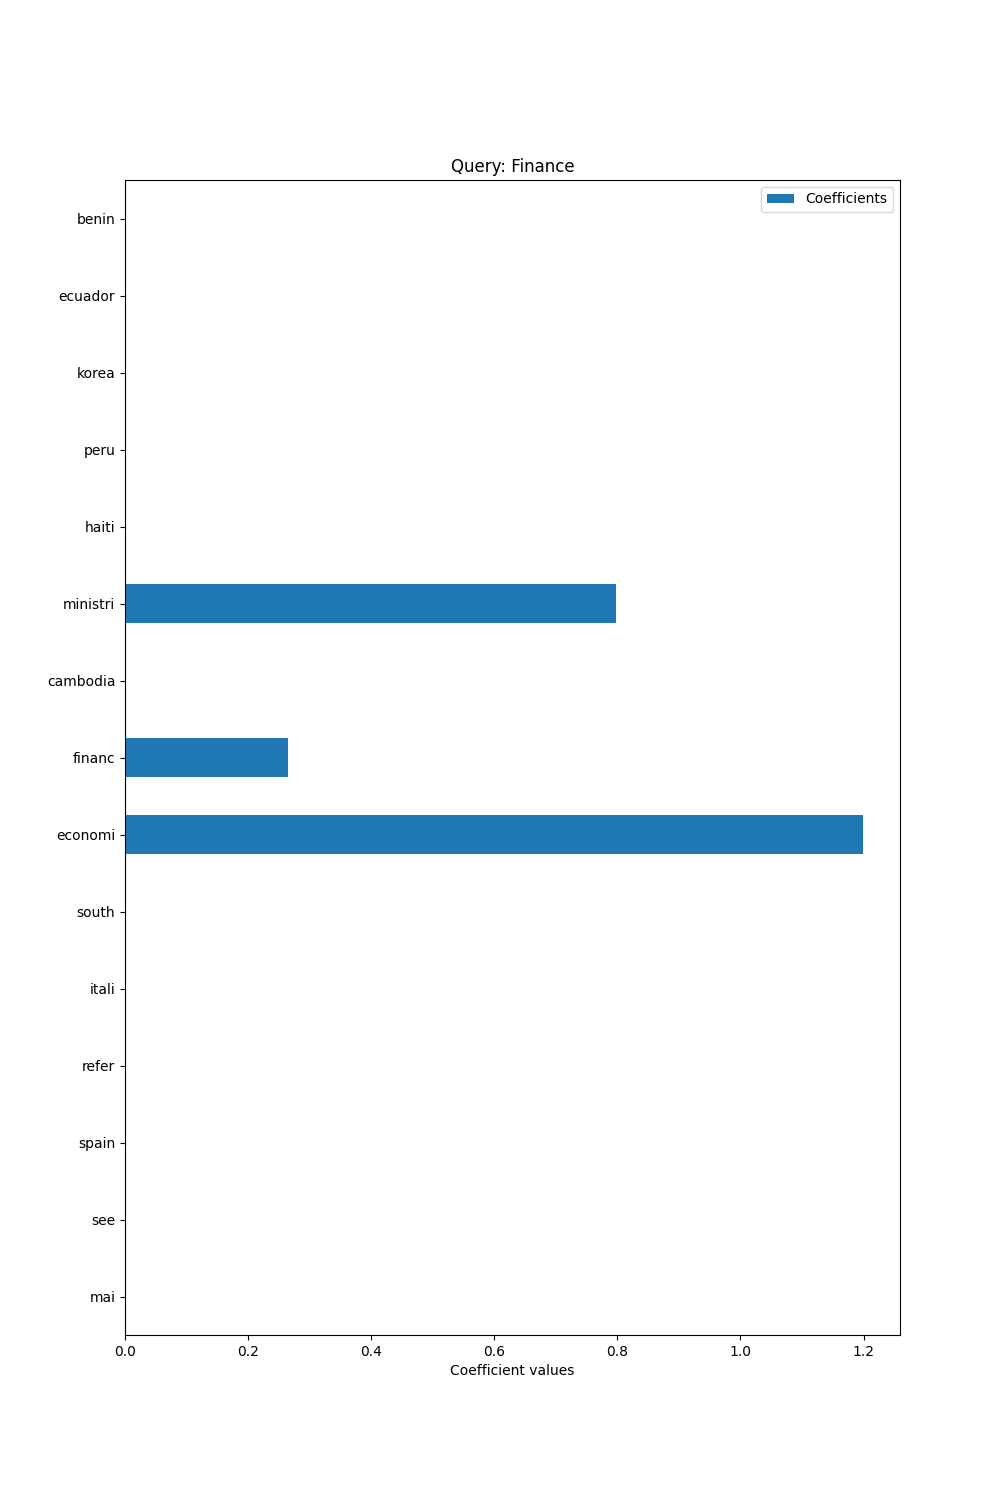 Query: Finance
Coefficients
benin
ecuador
korea
peru
haiti
ministri
cambodia
financ
economi
south
itali
refer
spain
see
mai
0.0 0.2 0.4 0.6 0.8 1.0 1.2
Coefficient values